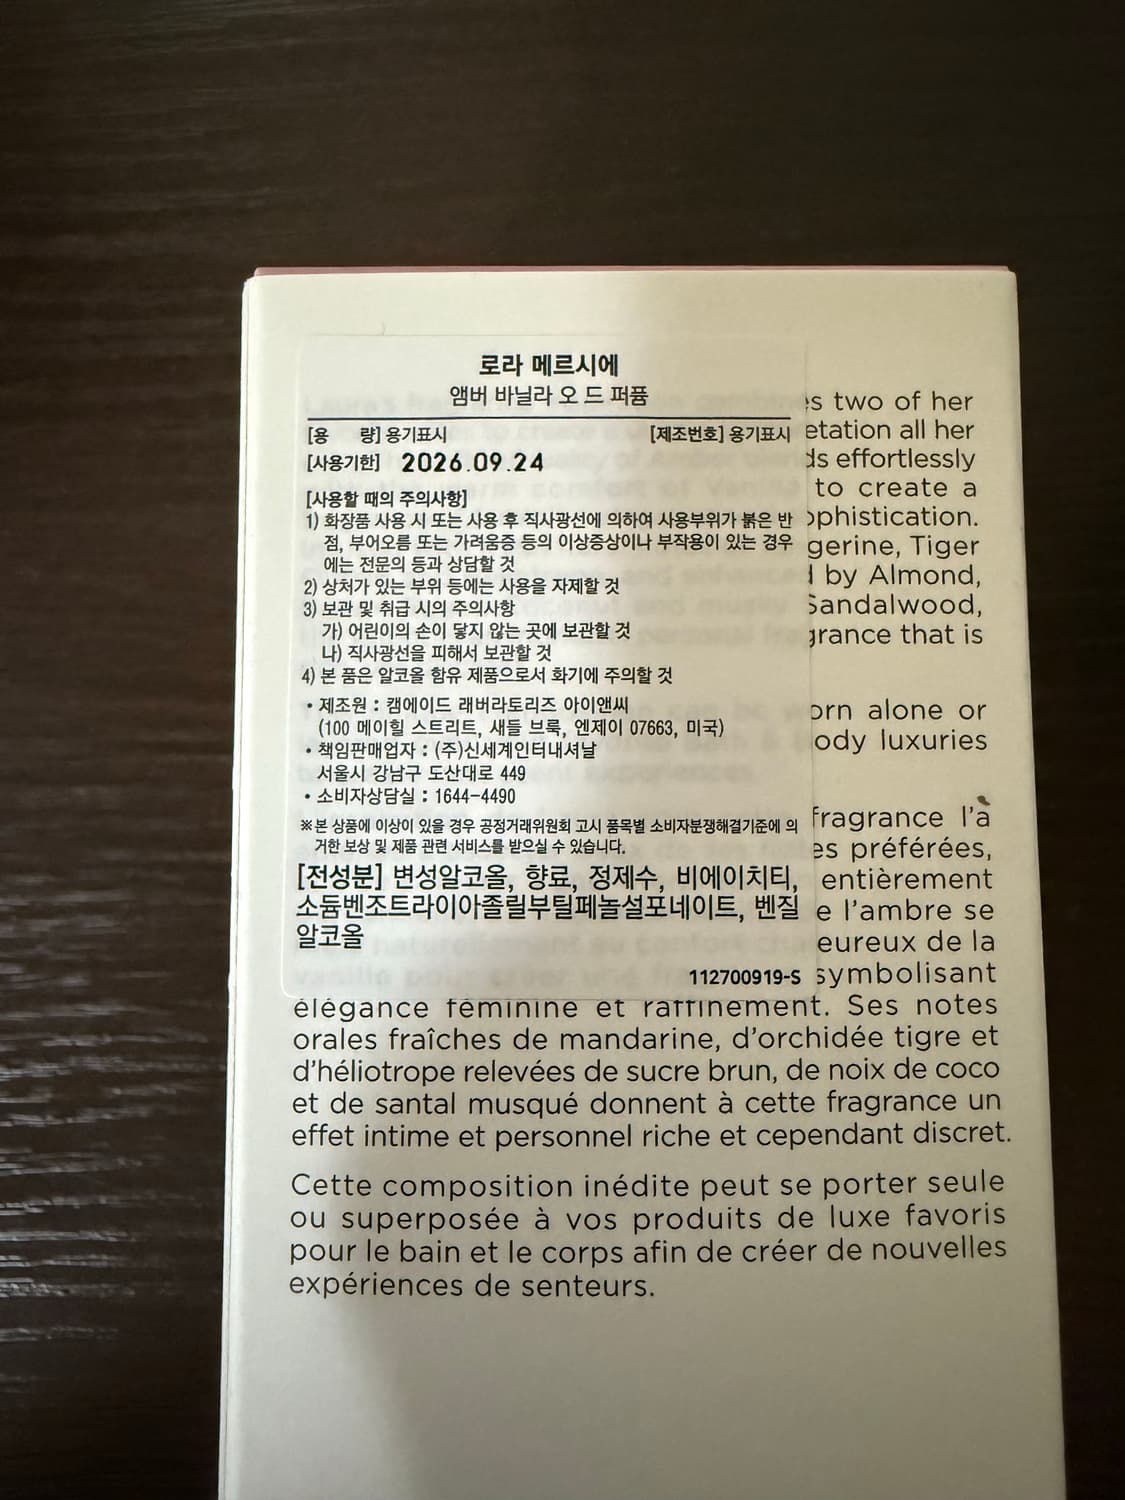 로라 메르시에
앰버 바닐라 오 드 퍼퓸
[용 량] 용기표시 [제조번호] 용기표시
[사용기한] 2026.09.24
[사용할 때의 주의사항]
1) 화장품 사용 시 또는 사용 후 직사광선에 의하여 사용부위가 붉은 반
점, 부어오름 또는 가려움증 등의 이상증상이나 부작용이 있는 경우
에는 전문의 등과 상담할 것
2) 상처가 있는 부위 등에는 사용을 자제할 것
3) 보관 및 취급 시의 주의사항
가) 어린이의 손이 닿지 않는 곳에 보관할 것
나) 직사광선을 피해서 보관할 것
4) 본 품은 알코올 함유 제품으로서 화기에 주의할 것
• 제조원 : 캠에이드 래버라토리즈 아이앤씨
(100 메이힐 스트리트, 새들 브룩, 엔제이 07663, 미국)
• 책임판매업자 : (주)신세계인터내셔날
서울시 강남구 도산대로 449
• 소비자상담실 : 1644-4490
※본 상품에 이상이 있을 경우 공정거래위원회 고시 품목별 소비자분쟁해결기준에 의
거한 보상 및 제품 관련 서비스를 받으실 수 있습니다.
[전성분] 변성알코올, 향료, 정제수, 비에이치티,
소듐벤조트라이아졸릴부틸페놀설포네이트, 벤질
알코올
112700919-S
s two of her
etation all her
ds effortlessly
to create a
ophistication.
gerine, Tiger
d by Almond,
Sandalwood,
grance that is
orn alone or
ody luxuries
fragrance l'à
es préférées,
entièrement
e l'ambre se
eureux de la
symbolisant
élégance féminine et raffinement. Ses notes
orales fraîches de mandarine, d'orchidée tigre et
d'héliotrope relevées de sucre brun, de noix de coco
et de santal musqué donnent à cette fragrance un
effet intime et personnel riche et cependant discret.
Cette composition inédite peut se porter seule
ou superposée à vos produits de luxe favoris
pour le bain et le corps afin de créer de nouvelles
expériences de senteurs.